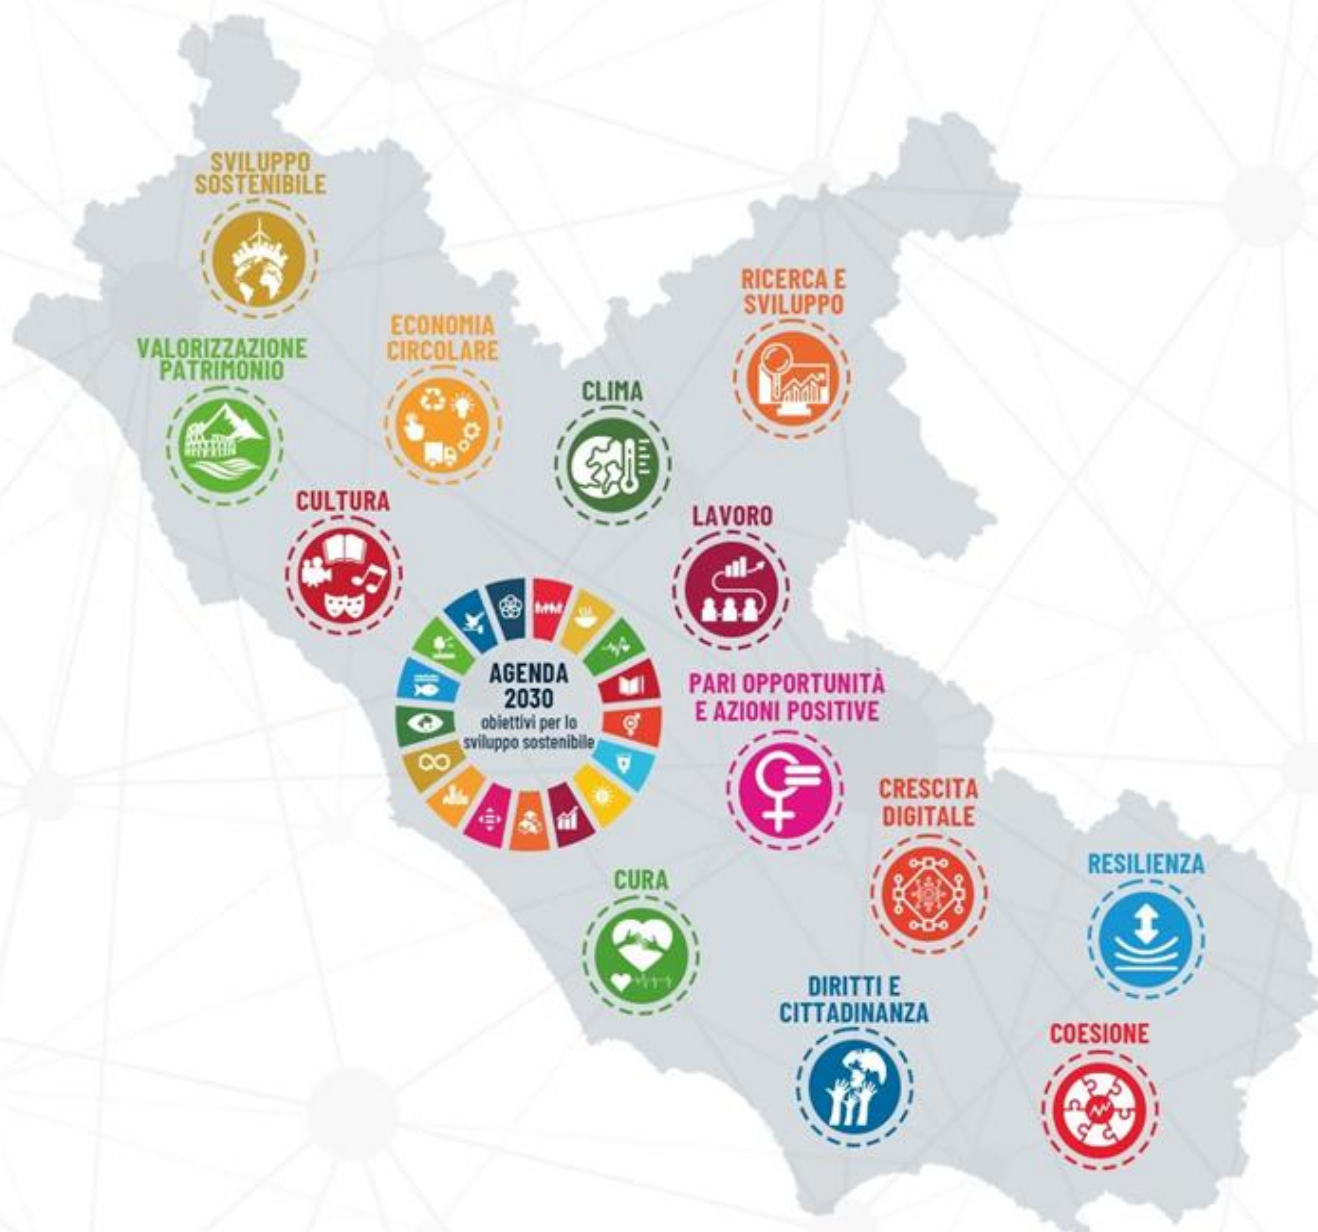 SVILUPPO
SOSTENIBILE
RICERCA E
SVILUPPO
ECONOMIA
CIRCOLARE
VALORIZZAZIONE
PATRIMONIO
CLIMA
CULTURA
LAVORO
AGENDA
2030
obiettivi per lo
sviluppo sostenibile
PARI OPPORTUNITÀ
E AZIONI POSITIVE
CRESCITA
DIGITALE
RESILIENZA
CURA
DIRITTI E
CITTADINANZA
COESIONE